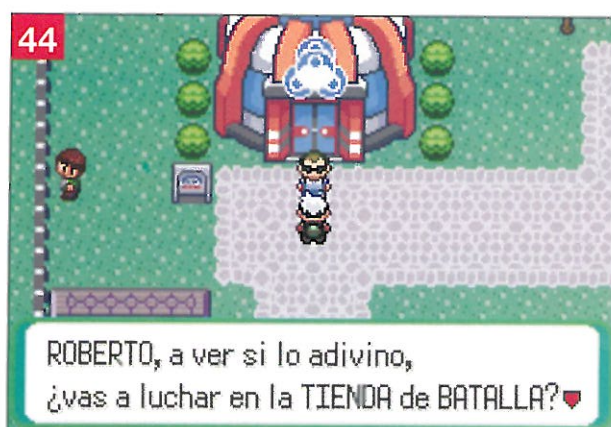 44
ROBERTO, a ver si lo adivino,
¿vas a luchar en la TIENDA de BATALLA?